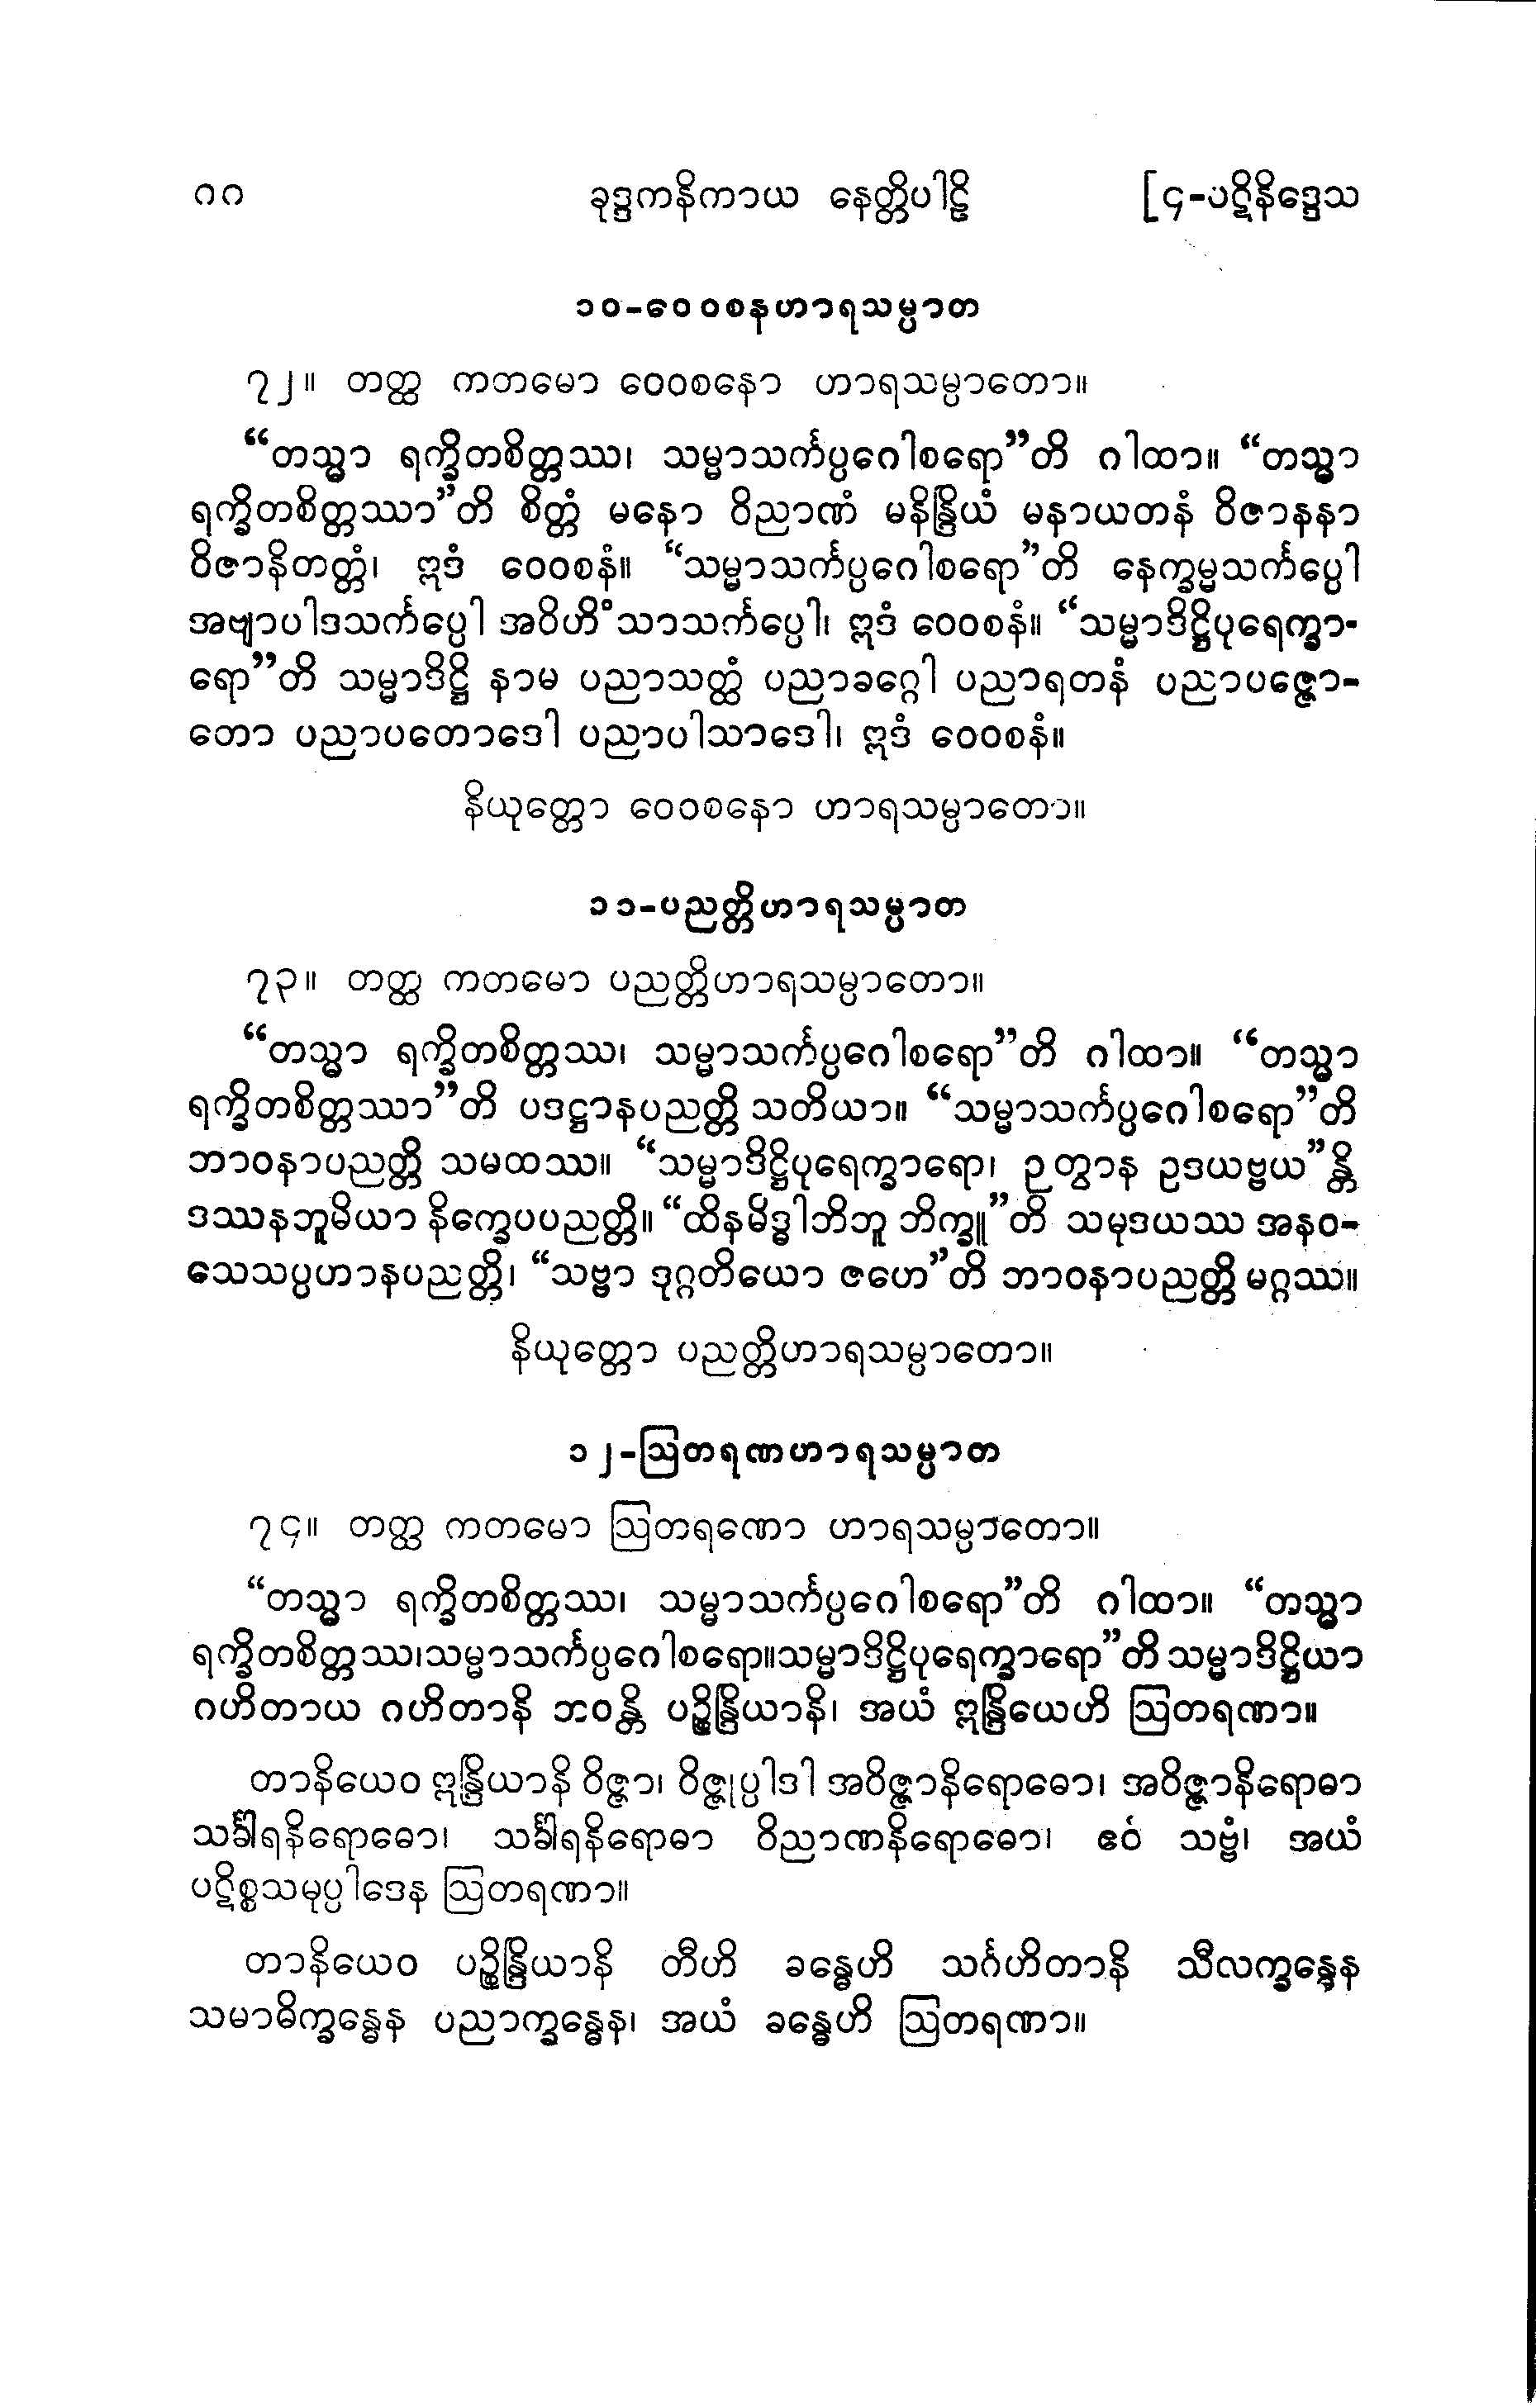 ၈၈ ခုဒ္ဒကနိကာယ နေတ္တိပါဠိ [၄-ပဋိနိဒ္ဒေသ
၁၀-ဝေဝစနဟာရသမ္ပာတ
၇၂။ တတ္ထ ကတမော ဝေဝစနော ဟာရသမ္ပာတော။
“တသ္မာ ရက္ခိတစိတ္တဿ၊ သမ္မာသင်္ကပ္ပဂေါစရော”တိ ဂါထာ။ “တသ္မာ
ရက္ခိတစိတ္တဿာ”တိ စိတ္တံ မနော ဝိညာဏံ မနိန္ဒြိယံ မနာယတနံ ဝိဇာနနာ
ဝိဇာနိတတ္တံ၊ ဣဒံ ဝေဝစနံ။ “သမ္မာသင်္ကပ္ပဂေါစရော”တိ နေက္ခမ္မသင်္ကပ္ပေါ
အဗျာပါဒသင်္ကပ္ပေါ အဝိဟိံသာသင်္ကပ္ပေါ၊ ဣဒံ ဝေဝစနံ။ “သမ္မာဒိဋ္ဌိပုရေက္ခာ-
ရော”တိ သမ္မာဒိဋ္ဌိ နာမ ပညာသတ္ထံ ပညာခဂ္ဂေါ ပညာရတနံ ပညာပဇ္ဇော-
တော ပညာပတောဒေါ ပညာပါသာဒေါ၊ ဣဒံ ဝေဝစနံ။
နိယုတ္တော ဝေဝစနော ဟာရသမ္ပာတော။
၁၁-ပညတ္တိဟာရသမ္ပာတ
၇၃။ တတ္ထ ကတမော ပညတ္တိဟာရသမ္ပာတော။
“တသ္မာ ရက္ခိတစိတ္တဿ၊ သမ္မာသင်္ကပ္ပဂေါစရော”တိ ဂါထာ။ “တသ္မာ
ရက္ခိတစိတ္တဿာ”တိ ပဒဋ္ဌာနပညတ္တိ သတိယာ။ “သမ္မာသင်္ကပ္ပဂေါစရော”တိ
ဘာဝနာပညတ္တိ သမထဿ။ “သမ္မာဒိဋ္ဌိပုရေက္ခာရော၊ ဉတွာန ဥဒယဗ္ဗယ”န္တိ
ဒဿနဘူမိယာ နိက္ခေပပညတ္တိ။ “ထိနမိဒ္ဓါဘိဘူ ဘိက္ခူ”တိ သမုဒယဿ အနဝ-
သေသပ္ပဟာနပညတ္တိ၊ “သဗ္ဗာ ဒုဂ္ဂတိယော ဇဟေ”တိ ဘာဝနာပညတ္တိ မဂ္ဂဿ။
နိယုတ္တော ပညတ္တိဟာရသမ္ပာတော။
၁၂-ဩတရဏဟာရသမ္ပာတ
၇၄။ တတ္ထ ကတမော ဩတရဏော ဟာရသမ္ပာတော။
“တသ္မာ ရက္ခိတစိတ္တဿ၊ သမ္မာသင်္ကပ္ပဂေါစရော”တိ ဂါထာ။ “တသ္မာ
ရက္ခိတစိတ္တဿ၊သမ္မာသင်္ကပ္ပဂေါစရော။သမ္မာဒိဋ္ဌိပုရေက္ခာရော”တိ သမ္မာဒိဋ္ဌိယာ
ဂဟိတာယ ဂဟိတာနိ ဘဝန္တိ ပဉ္စိန္ဒြိယာနိ၊ အယံ ဣန္ဒြိယေဟိ ဩတရဏာ။
တာနိယေဝ ဣန္ဒြိယာနိ ဝိဇ္ဇာ၊ ဝိဇ္ဇုပ္ပါဒါ အဝိဇ္ဇာနိရောဓော၊ အဝိဇ္ဇာနိရောဓာ
သင်္ခါရနိရောဓော၊ သင်္ခါရနိရောဓာ ဝိညာဏနိရောဓော၊ ဧဝံ သဗ္ဗံ၊ အယံ
ပဋိစ္စသမုပ္ပါဒေန ဩတရဏာ။
တာနိယေဝ ပဉ္စိန္ဒြိယာနိ တီဟိ ခန္ဓေဟိ သင်္ဂဟိတာနိ သီလက္ခန္ဓေန
သမာဓိက္ခန္ဓေန ပညာက္ခန္ဓေန၊ အယံ ခန္ဓေဟိ ဩတရဏာ။